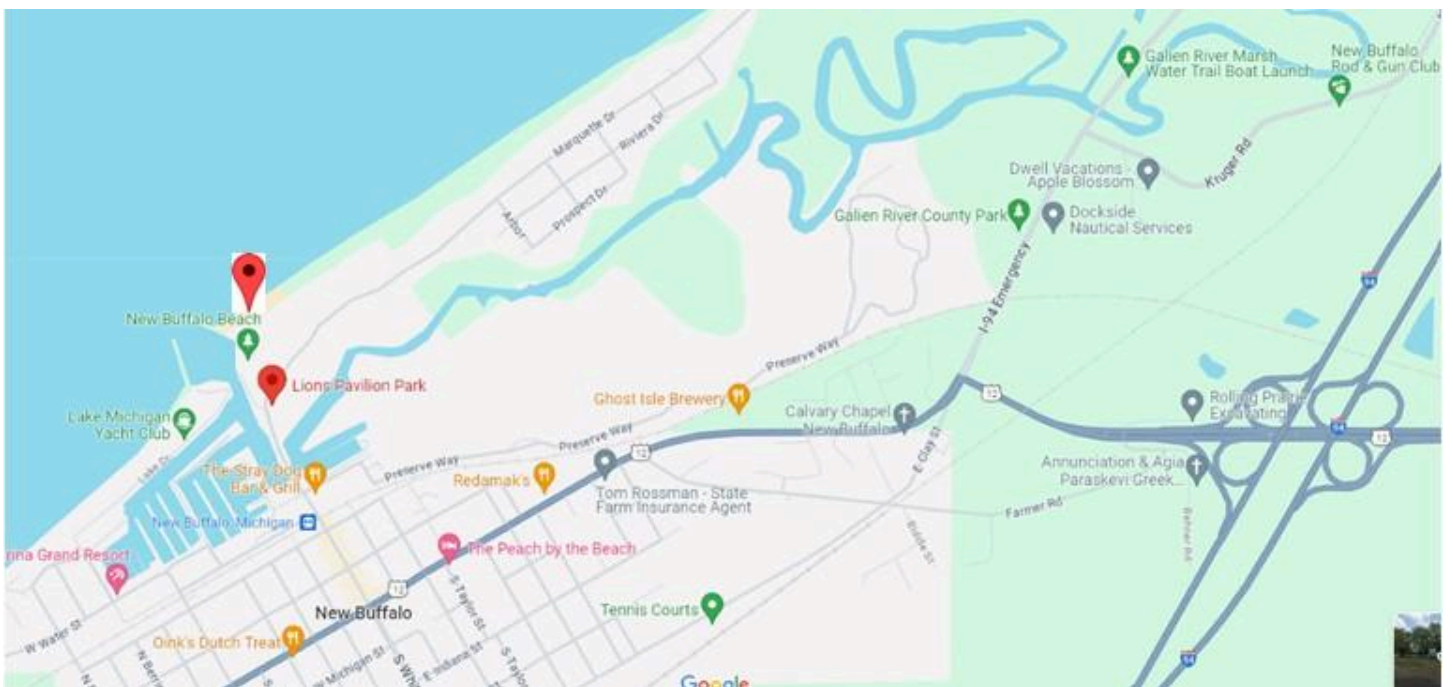 Galien River Marsh
Water Trail Boat Launch
New Buffalo
Rod & Gun Club
Marquette Dr
Riviera Dr
Dwell Vacations -
Apple Blossom
Kruger Rd
Prospect Dr
Arbor
Galien River County Park
Dockside
Nautical Services
I-94 Emergency
94
New Buffalo Beach
Preserve Way
Lions Pavilion Park
12
Ghost Isle Brewery
Rolling Prairie
Excavating
Lake Michigan
Yacht Club
Calvary Chapel
New Buffalo
94
12
Preserve Way
12
E Clay St
Lake Dr
The Stray Dog
Bar & Grill
Preserve Way
Redamak's
Annunciation & Agia
Paraskevi Greek...
Tom Rossman - State
Farm Insurance Agent
Farmer Rd
New Buffalo, Michigan
Grand Resort
The Peach by the Beach
12
S Taylor St
New Buffalo
Tennis Courts
W Water St
Oink's Dutch Treat
W Michigan St
E Indiana St
94
Google